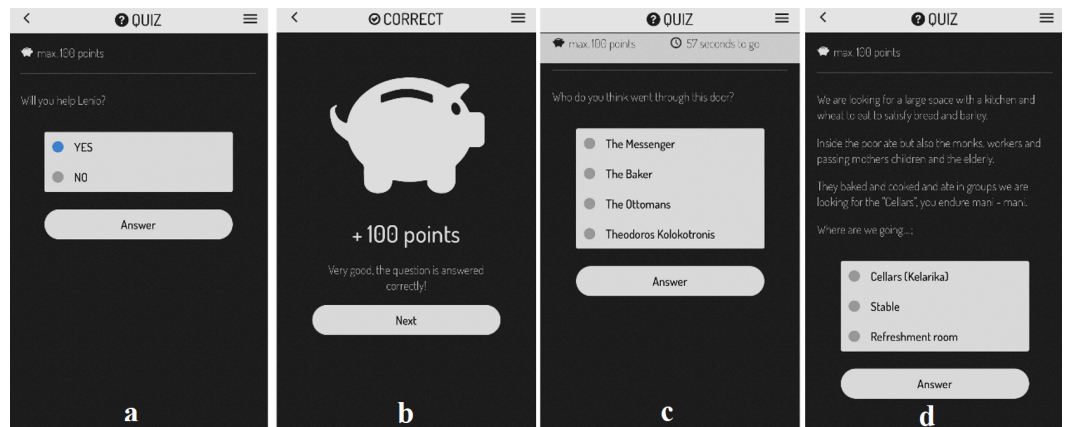 QUIZ
max. 100 points
Will you help Lenio?
YES
NO
Answer
a
CORRECT
+ 100 points
Very good, the question is answered
correctly!
Next
b
QUIZ
max. 100 points 57 seconds to go
Who do you think went through this door?
The Messenger
The Baker
The Ottomans
Theodoros Kolokotronis
Answer
c
QUIZ
max. 100 points
We are looking for a large space with a kitchen and
wheat to eat to satisfy bread and barley.
Inside the poor ate but also the monks, workers and
passing mothers children and the elderly.
They baked and cooked and ate in groups we are
looking for the "Cellars", you endure mani - mani.
Where are we going...;
Cellars (Kelarika)
Stable
Refreshment room
Answer
d